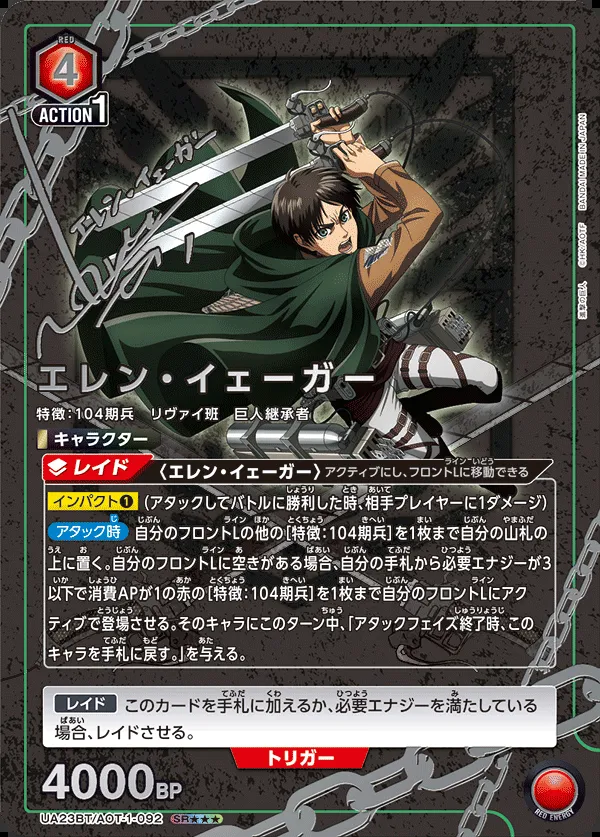 RED
4
ACTION 1
エレン・イェーガー
進撃の巨人 ©HK/AOTF BANDAI MADE IN JAPAN
エレン・イェーガー
特徴:104期兵 リヴァイ班 巨人継承者
キャラクター
レイド 〈エレン・イェーガー〉アクティブにし、フロントLに移動できる
インパクト❶ (アタックしてバトルに勝利した時、相手プレイヤーに1ダメージ)
アタック時 自分のフロントLの他の[特徴:104期兵]を1枚まで自分の山札の
上に置く。自分のフロントLに空きがある場合、自分の手札から必要エナジーが3
以下で消費APが1の赤の[特徴:104期兵]を1枚まで自分のフロントLにアク
ティブで登場させる。そのキャラにこのターン中、「アタックフェイズ終了時、この
キャラを手札に戻す。」を与える。
レイド このカードを手札に加えるか、必要エナジーを満たしている
場合、レイドさせる。
トリガー
4000BP
UA23BT/AOT-1-092 SR★★★
RED ENERGY